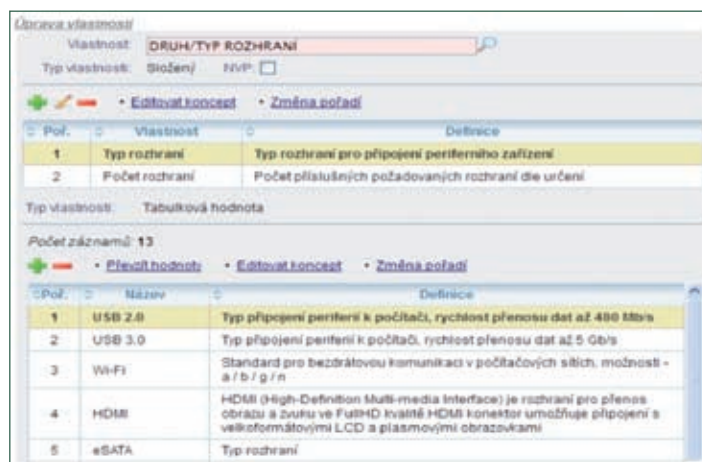 Úprava vlastností
Vlastnost: DRUH/TYP ROZHRANÍ
Typ vlastnosti: Složený NVP:
• Editovat koncept • Změna pořadí
Poř. Vlastnost Definice
1 Typ rozhraní Typ rozhraní pro připojení periferního zařízení
2 Počet rozhraní Počet příslušných požadovaných rozhraní dle určení
Typ vlastnosti: Tabulková hodnota
Počet záznamů: 13
• Převzít hodnoty • Editovat koncept • Změna pořadí
Poř. Název Definice
1 USB 2.0 Typ připojení periferií k počítači, rychlost přenosu dat až 480 Mb/s
2 USB 3.0 Typ připojení periferií k počítači, rychlost přenosu dat až 5 Gb/s
3 Wi-Fi Standard pro bezdrátovou komunikaci v počítačových sítích, možnosti -
a / b / g / n
4 HDMI HDMI (High-Definition Multi-media Interface) je rozhraní pro přenos
obrazu a zvuku ve FullHD kvalitě HDMI konektor umožňuje připojení s
velkoformátovými LCD a plasmovými obrazovkami
5 eSATA Typ rozhraní